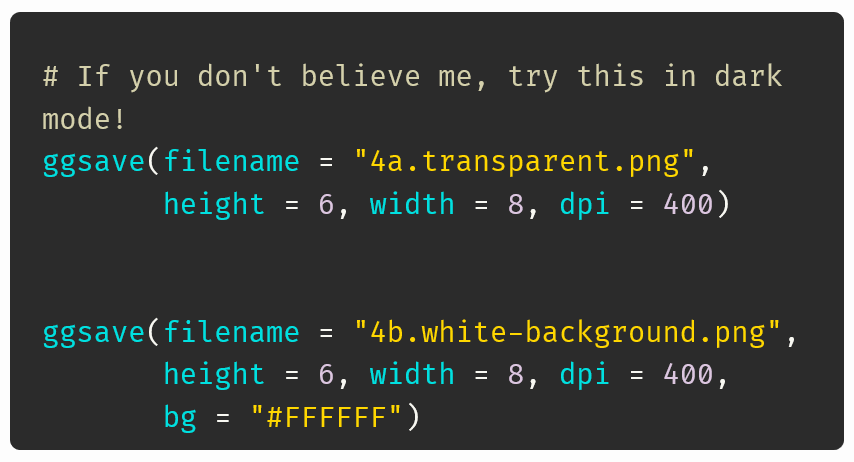 # If you don't believe me, try this in dark
mode!
ggsave(filename = "4a.transparent.png",
       height = 6, width = 8, dpi = 400)
ggsave(filename = "4b.white-background.png",
       height = 6, width = 8, dpi = 400,
       bg = "#FFFFFF")